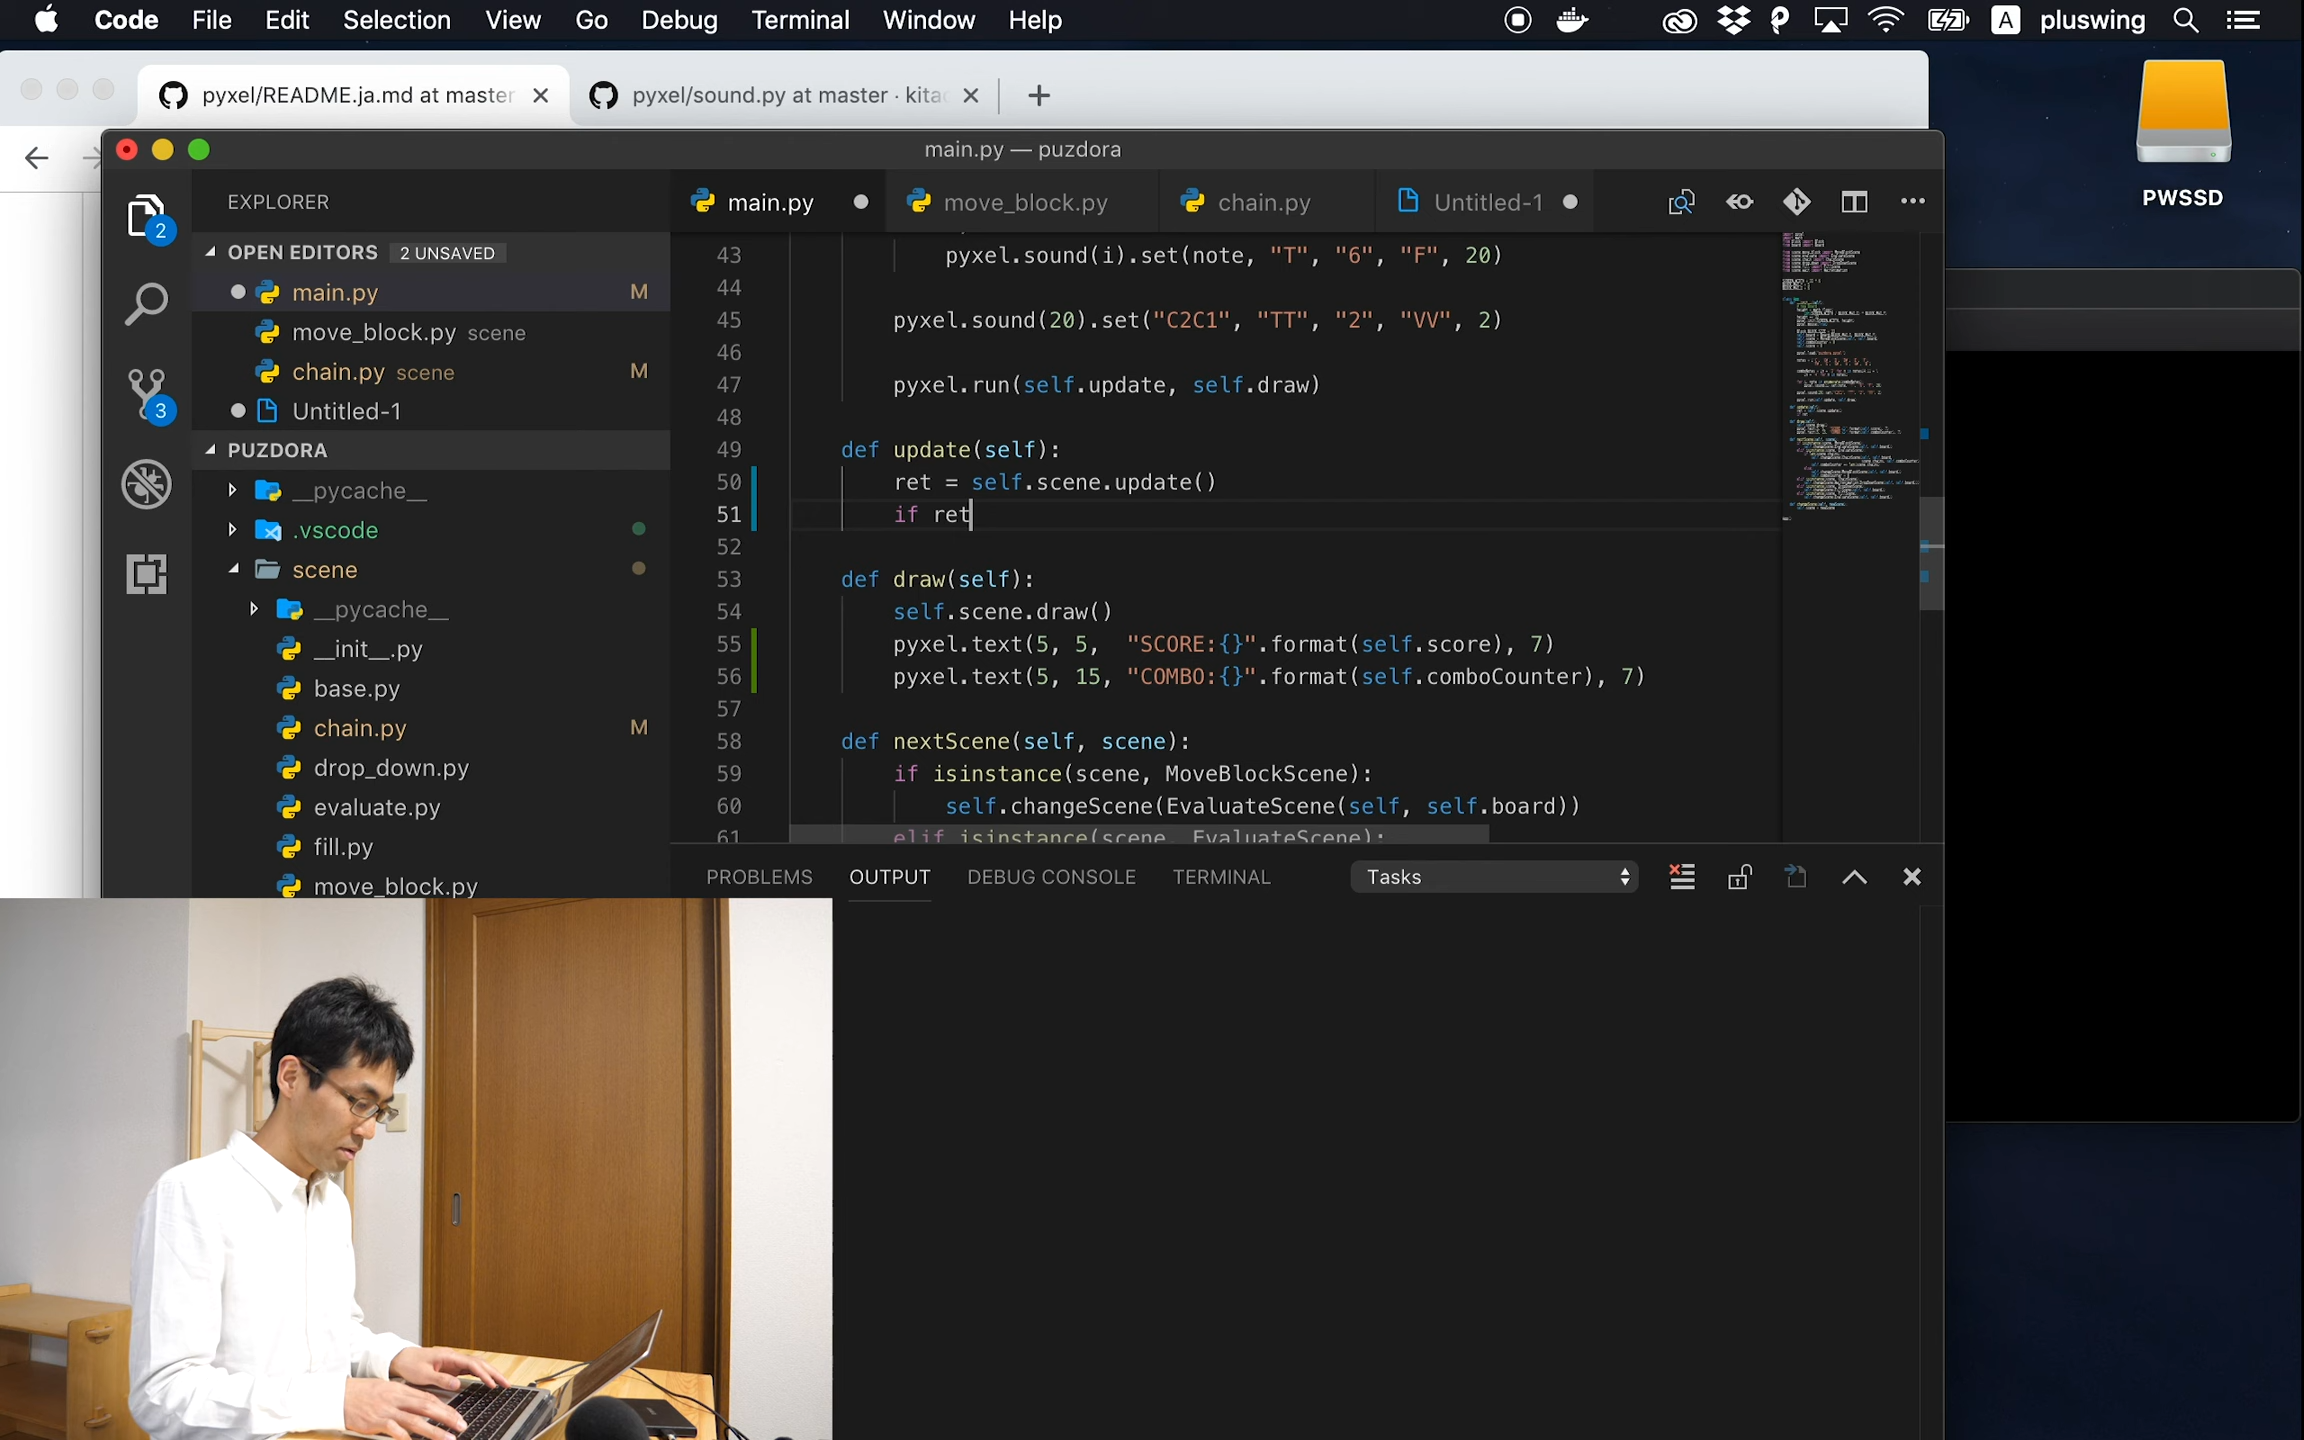 Code File Edit Selection View Go Debug Terminal Window Help A pluswing
pyxel/README.ja.md at master
pyxel/sound.py at master · kitao
PWSSD
main.py — puzdora
EXPLORER
main.py
move_block.py
chain.py
Untitled-1
OPEN EDITORS 2 UNSAVED
main.py M
move_block.py scene
chain.py scene M
Untitled-1
PUZDORA
__pycache__
.vscode
scene
__pycache__
__init__.py
base.py
chain.py M
drop_down.py
evaluate.py
fill.py
move_block.py
2
3
43 pyxel.sound(i).set(note, "T", "6", "F", 20)
44
45 pyxel.sound(20).set("C2C1", "TT", "2", "VV", 2)
46
47 pyxel.run(self.update, self.draw)
48
49 def update(self):
50 ret = self.scene.update()
51 if ret
52
53 def draw(self):
54 self.scene.draw()
55 pyxel.text(5, 5,  "SCORE:{}".format(self.score), 7)
56 pyxel.text(5, 15, "COMBO:{}".format(self.comboCounter), 7)
57
58 def nextScene(self, scene):
59 if isinstance(scene, MoveBlockScene):
60 self.changeScene(EvaluateScene(self, self.board))
61 elif isinstance(scene, EvaluateScene):
PROBLEMS OUTPUT DEBUG CONSOLE TERMINAL Tasks